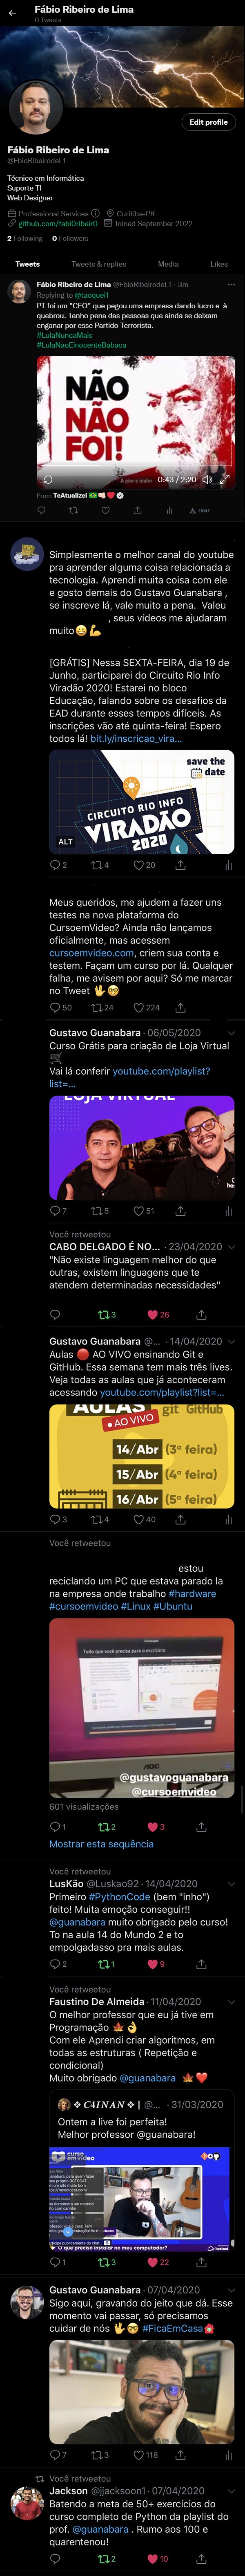 Fábio Ribeiro de Lima
0 Tweets
Edit profile
Fábio Ribeiro de Lima
@FbioRibeirodeL1
Técnico em Informática
Suporte TI
Web Designer
Professional Services Curitiba-PR
github.com/fabi0ribeir0 Joined September 2022
2 Following 0 Followers
Tweets Tweets & replies Media Likes
Fábio Ribeiro de Lima @FbioRibeirodeL1 · 3m
Replying to @taoquei1
PT foi um "CEO" que pegou uma empresa dando lucro e à
quebrou. Tenho pena das pessoas que ainda se deixam
enganar por esse Partido Terrorista.
#LulaNuncaMais
#LulaNaoEinocenteBabaca
NÃO
NÃO
FOI!
0:43 / 2:20
From TeAtualizei 🇧🇷
Simplesmente o melhor canal do youtube
pra aprender alguma coisa relacionada a
tecnologia. Aprendi muita coisa com ele
e gosto demais do Gustavo Guanabara ,
se inscreve lá, vale muito a pena. Valeu
, seus vídeos me ajudaram
muito😄💪
[GRÁTIS] Nessa SEXTA-FEIRA, dia 19 de
Junho, participarei do Circuito Rio Info
Viradão 2020! Estarei no bloco
Educação, falando sobre os desafios da
EAD durante esses tempos difíceis. As
inscrições vão até quinta-feira! Espero
todos lá! bit.ly/inscricao_vira...
save the
date
CIRCUITO RIO INFO
VIRADÃO
2020
ALT
2 4 20
Meus queridos, me ajudem a fazer uns
testes na nova plataforma do
CursoemVideo? Ainda não lançamos
oficialmente, mas acessem
cursoemvideo.com, criem sua conta e
testem. Façam um curso por lá. Qualquer
falha, me avisem por aqui? Só me marcar
no Tweet 🖖🤓
50 24 224
Gustavo Guanabara · 06/05/2020
Curso Grátis para criação de Loja Virtual
🛒
Vai lá conferir youtube.com/playlist?
list=...
LOJA VIRTUAL
7 5 51
Você retweetou
CABO DELGADO É NO... · 23/04/2020
"Não existe linguagem melhor do que
outras, existem linguagens que te
atendem determinadas necessidades"
3 26
Gustavo Guanabara @... · 14/04/2020
Aulas 🔴 AO VIVO ensinando Git e
GitHub. Essa semana tem mais três lives.
Veja todas as aulas que já aconteceram
acessando youtube.com/playlist?list=...
AULAS git GitHub
AO VIVO
14/Abr (3ª feira)
15/Abr (4ª feira)
16/Abr (5ª feira)
3 4 40
Você retweetou
estou
reciclando um PC que estava parado la
na empresa onde trabalho #hardware
#cursoemvideo #Linux #Ubuntu
Tudo que você precisa para o escritório
AOC
@gustavoguanabara
@cursoemvideo
601 visualizações
1 2 3
Mostrar esta sequência
Você retweetou
LusKão @Luskao92 · 14/04/2020
Primeiro #PythonCode (bem "inho")
feito! Muita emoção conseguir!!
@guanabara muito obrigado pelo curso!
To na aula 14 do Mundo 2 e to
empolgadasso pra mais aulas.
2 1 9
Você retweetou
Faustino De Almeida · 11/04/2020
O melhor professor que eu já tive em
Programação 🍁👌
Com ele Aprerei criar algoritmos, em
todas as estruturas ( Repetição e
condicional)
Muito obrigado @guanabara 🍁❤️
❖ C4INAN ❖ | @... · 31/03/2020
Ontem a live foi perfeita!
Melhor professor @guanabara!
CURSO
emvídeo
O que preciso instalar no meu computador?
1 3 22
Gustavo Guanabara · 07/04/2020
Sigo aqui, gravando do jeito que dá. Esse
momento vai passar, só precisamos
cuidar de nós 🖖🤓 #FicaEmCasa🏠
7 3 118
Você retweetou
Jackson @jjacksoon1 · 07/04/2020
Batendo a meta de 50+ exercícios do
curso completo de Python da playlist do
prof. @guanabara . Rumo aos 100 e
quarentenou!
2 10